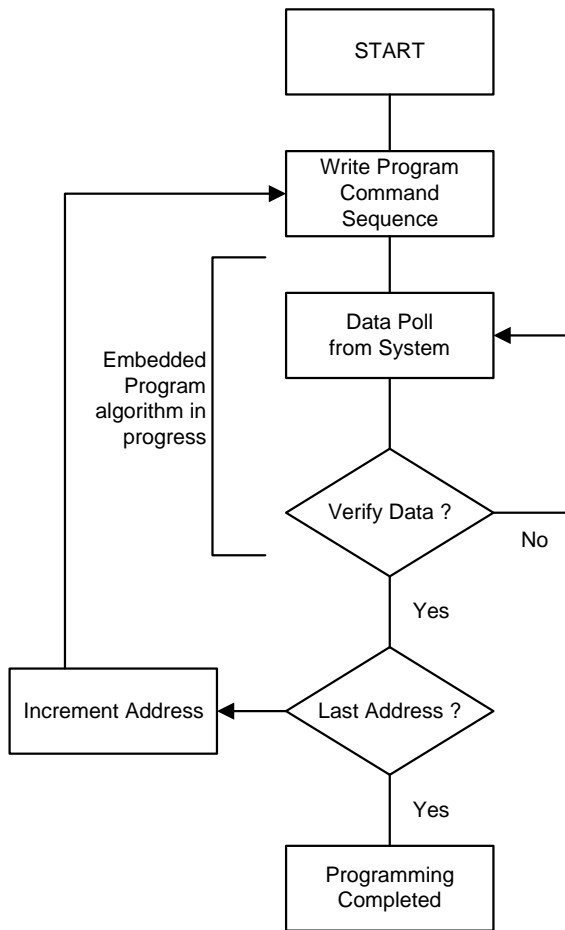 START
Write Program
Command
Sequence
Data Poll
from System
Embedded
Program
algorithm in
progress
Verify Data ?
No
Yes
Increment Address
Last Address ?
Yes
Programming
Completed